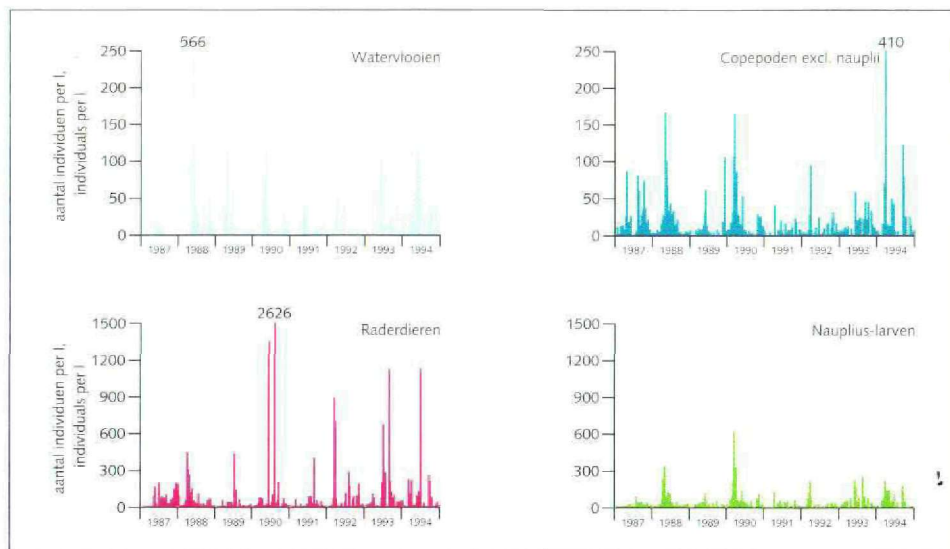 566
Watervlooien
250
200
150
100
50
0
aantal individuen per l,
individuals per l
1987 1988 1989 1990 1991 1992 1993 1994
410
Copepoden excl. nauplii
250
200
150
100
50
0
1987 1988 1989 1990 1991 1992 1993 1994
2626
Raderdieren
1500
1200
900
600
300
0
aantal individuen per l,
individuals per l
1987 1988 1989 1990 1991 1992 1993 1994
Nauplius-larven
1500
1200
900
600
300
0
1987 1988 1989 1990 1991 1992 1993 1994